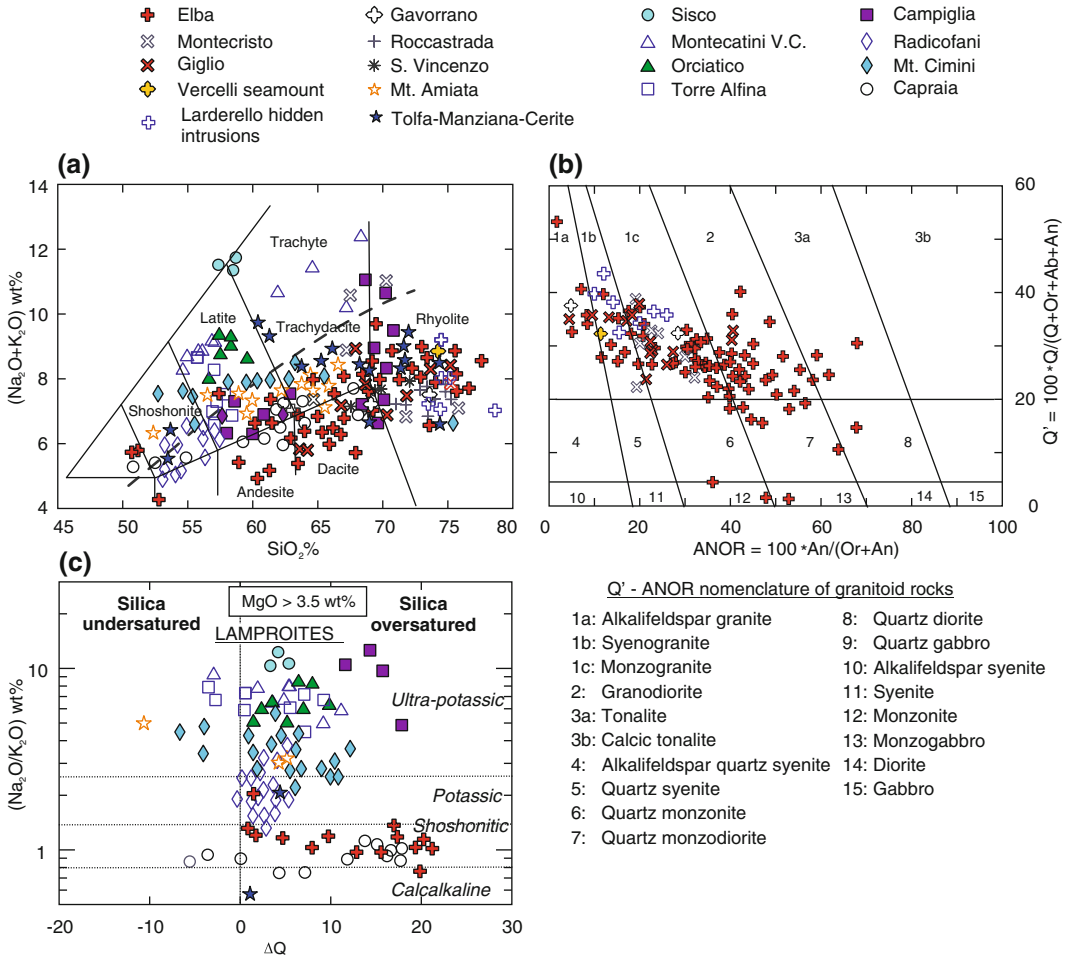 Elba
Gavorrano
Sisco
Campiglia
Montecristo
Roccastrada
Montecatini V.C.
Radicofani
Giglio
S. Vincenzo
Orciatico
Mt. Cimini
Vercelli seamount
Mt. Amiata
Torre Alfina
Capraia
Larderello hidden
intrusions
Tolfa-Manziana-Cerite
(a)
14
12
10
8
6
4
(Na2O+K2O) wt%
Trachyte
Latite
Trachydacite
Rhyolite
Shoshonite
Dacite
Andesite
45 50 55 60 65 70 75 80
SiO2%
(b)
60
40
20
0
Q' = 100*Q/(Q+Or+Ab+An)
1a 1b 1c 2 3a 3b
4 5 6 7 8
10 11 12 13 14 15
0 20 40 60 80 100
ANOR = 100 *An/(Or+An)
(c)
Silica
undersatured
MgO > 3.5 wt%
Silica
oversatured
LAMPROITES
10
1
(Na2O/K2O) wt%
Ultra-potassic
Potassic
Shoshonitic
Calcalkaline
-20 -10 0 10 20 30
ΔQ
Q' - ANOR nomenclature of granitoid rocks
1a: Alkalifeldspar granite
1b: Syenogranite
1c: Monzogranite
2: Granodiorite
3a: Tonalite
3b: Calcic tonalite
4: Alkalifeldspar quartz syenite
5: Quartz syenite
6: Quartz monzonite
7: Quartz monzodiorite
8: Quartz diorite
9: Quartz gabbro
10: Alkalifeldspar syenite
11: Syenite
12: Monzonite
13: Monzogabbro
14: Diorite
15: Gabbro